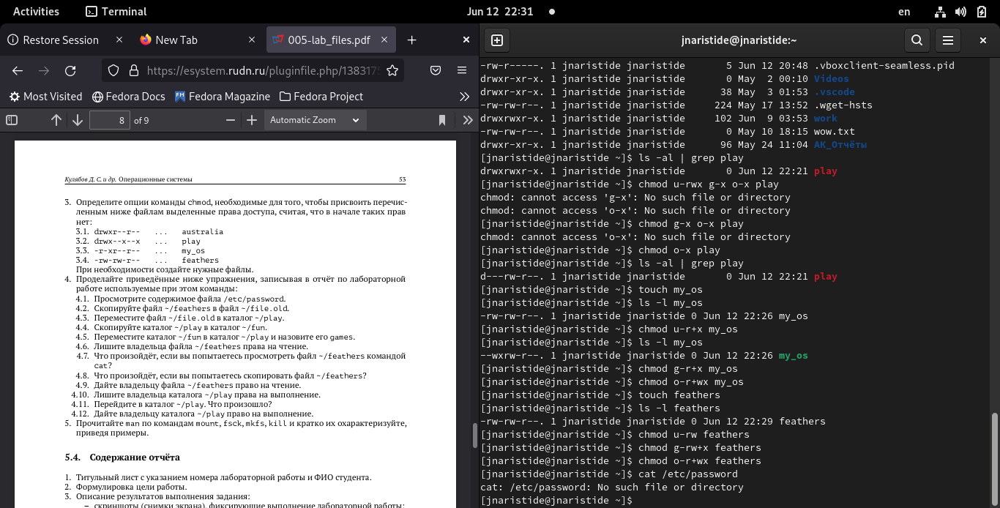 Activities
Terminal
Jun 12 22:31
en
Restore Session
New Tab
005-lab_files.pdf
https://esystem.rudn.ru/pluginfile.php/1383175
Most Visited
Fedora Docs
Fedora Magazine
Fedora Project
8 of 9
Automatic Zoom
Кулябов Д. С. и др. Операционные системы 53
3. Определите опции команды chmod, необходимые для того, чтобы присвоить перечис-
ленным ниже файлам выделенные права доступа, считая, что в начале таких прав
нет:
3.1. drwxr--r-- ... australia
3.2. drwx--x--x ... play
3.3. -r-xr--r-- ... my_os
3.4. -rw-rw-r-- ... feathers
При необходимости создайте нужные файлы.
4. Проделайте приведённые ниже упражнения, записывая в отчёт по лабораторной
работе используемые при этом команды:
4.1. Просмотрите содержимое файла /etc/password.
4.2. Скопируйте файл ~/feathers в файл ~/file.old.
4.3. Переместите файл ~/file.old в каталог ~/play.
4.4. Скопируйте каталог ~/play в каталог ~/fun.
4.5. Переместите каталог ~/fun в каталог ~/play и назовите его games.
4.6. Лишите владельца файла ~/feathers права на чтение.
4.7. Что произойдёт, если вы попытаетесь просмотреть файл ~/feathers командой
cat?
4.8. Что произойдёт, если вы попытаетесь скопировать файл ~/feathers?
4.9. Дайте владельцу файла ~/feathers право на чтение.
4.10. Лишите владельца каталога ~/play права на выполнение.
4.11. Перейдите в каталог ~/play. Что произошло?
4.12. Дайте владельцу каталога ~/play право на выполнение.
5. Прочитайте man по командам mount, fsck, mkfs, kill и кратко их охарактеризуйте,
приведя примеры.
5.4. Содержание отчёта
1. Титульный лист с указанием номера лабораторной работы и ФИО студента.
2. Формулировка цели работы.
3. Описание результатов выполнения задания:
– скриншоты (снимки экрана), фиксирующие выполнение лабораторной работы;
jnaristide@jnaristide:~
-rw-r-----. 1 jnaristide jnaristide 5 Jun 12 20:48 .vboxclient-seamless.pid
drwxr-xr-x. 1 jnaristide jnaristide 0 May 2 00:10 Videos
drwxr-xr-x. 1 jnaristide jnaristide 38 May 3 01:53 .vscode
-rw-rw-r--. 1 jnaristide jnaristide 224 May 17 13:52 .wget-hsts
drwxrwxr-x. 1 jnaristide jnaristide 102 Jun 9 03:53 work
-rw-rw-r--. 1 jnaristide jnaristide 0 May 10 18:15 wow.txt
drwxr-xr-x. 1 jnaristide jnaristide 96 May 24 11:04 АК_Отчёты
[jnaristide@jnaristide ~]$ ls -al | grep play
drwxrwxr-x. 1 jnaristide jnaristide 0 Jun 12 22:21 play
[jnaristide@jnaristide ~]$ chmod u-rwx g-x o-x play
chmod: cannot access 'g-x': No such file or directory
chmod: cannot access 'o-x': No such file or directory
[jnaristide@jnaristide ~]$ chmod g-x o-x play
chmod: cannot access 'o-x': No such file or directory
[jnaristide@jnaristide ~]$ chmod o-x play
[jnaristide@jnaristide ~]$ ls -al | grep play
d---rw-r--. 1 jnaristide jnaristide 0 Jun 12 22:21 play
[jnaristide@jnaristide ~]$ touch my_os
[jnaristide@jnaristide ~]$ ls -l my_os
-rw-rw-r--. 1 jnaristide jnaristide 0 Jun 12 22:26 my_os
[jnaristide@jnaristide ~]$ chmod u-r+x my_os
[jnaristide@jnaristide ~]$ ls -l my_os
--wxrw-r--. 1 jnaristide jnaristide 0 Jun 12 22:26 my_os
[jnaristide@jnaristide ~]$ chmod g-r+x my_os
[jnaristide@jnaristide ~]$ chmod o-r+wx my_os
[jnaristide@jnaristide ~]$ touch feathers
[jnaristide@jnaristide ~]$ ls -l feathers
-rw-rw-r--. 1 jnaristide jnaristide 0 Jun 12 22:29 feathers
[jnaristide@jnaristide ~]$ chmod u-rw feathers
[jnaristide@jnaristide ~]$ chmod g-rw+x feathers
[jnaristide@jnaristide ~]$ chmod o-r+wx feathers
[jnaristide@jnaristide ~]$ cat /etc/password
cat: /etc/password: No such file or directory
[jnaristide@jnaristide ~]$